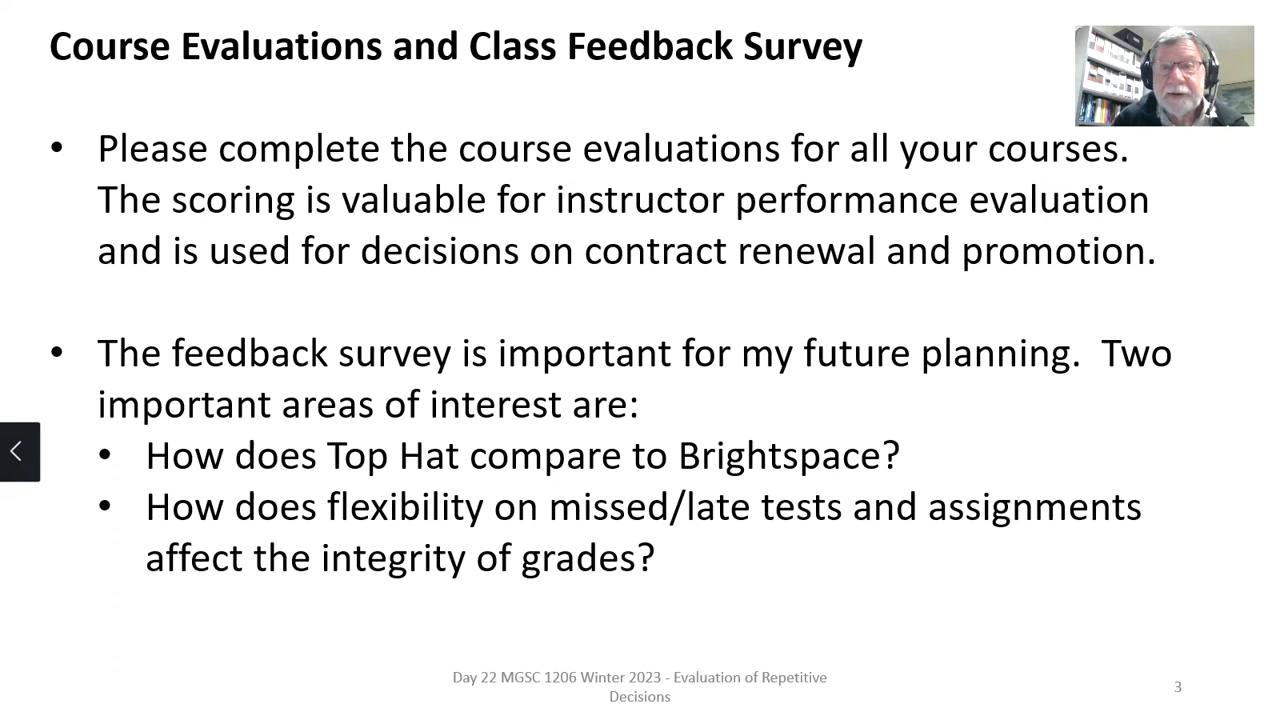 Course Evaluations and Class Feedback Survey
• Please complete the course evaluations for all your courses.
The scoring is valuable for instructor performance evaluation
and is used for decisions on contract renewal and promotion.
• The feedback survey is important for my future planning.  Two
important areas of interest are:
• How does Top Hat compare to Brightspace?
• How does flexibility on missed/late tests and assignments
affect the integrity of grades?
Day 22 MGSC 1206 Winter 2023 - Evaluation of Repetitive
Decisions
3